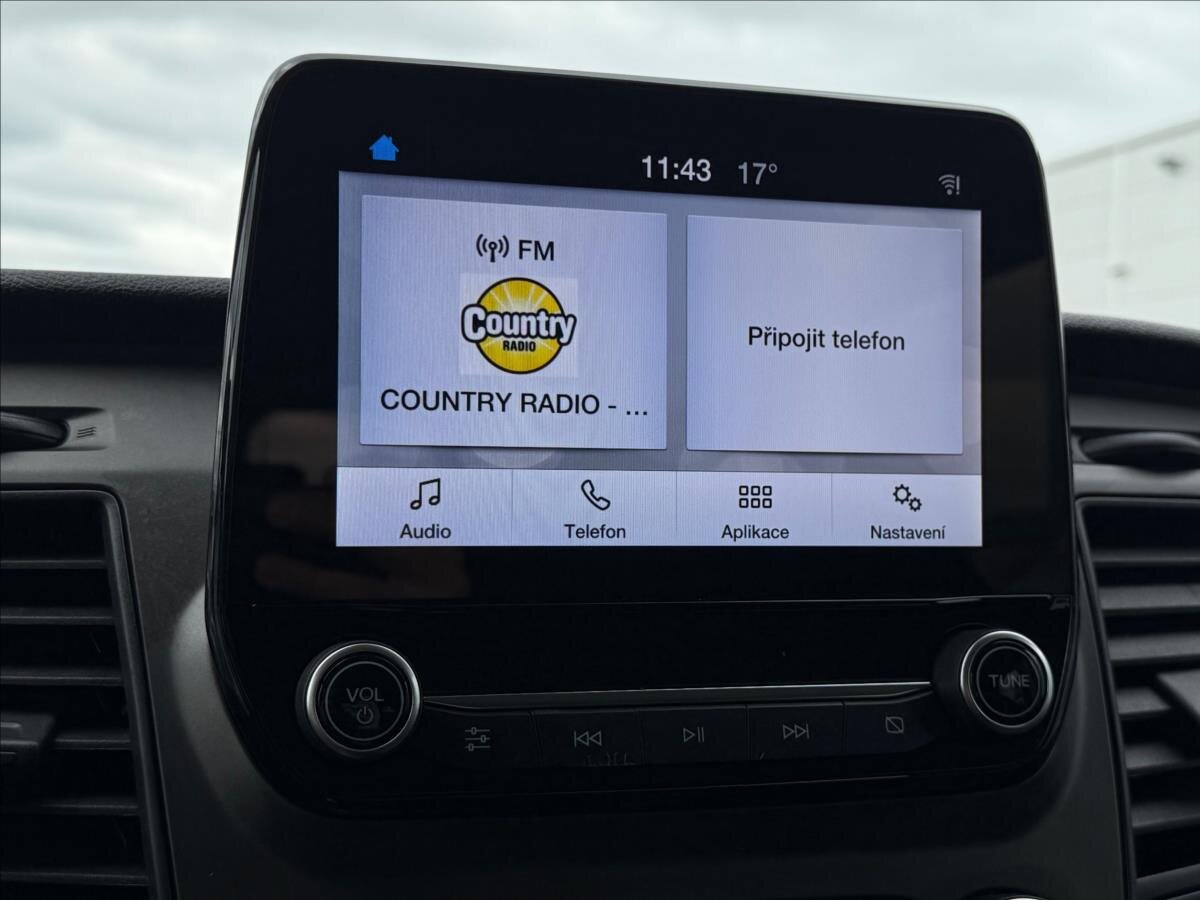 11:43 17°
FM
Country
RADIO
COUNTRY RADIO - ...
Připojit telefon
Audio
Telefon
Aplikace
Nastavení
VOL
TUNE